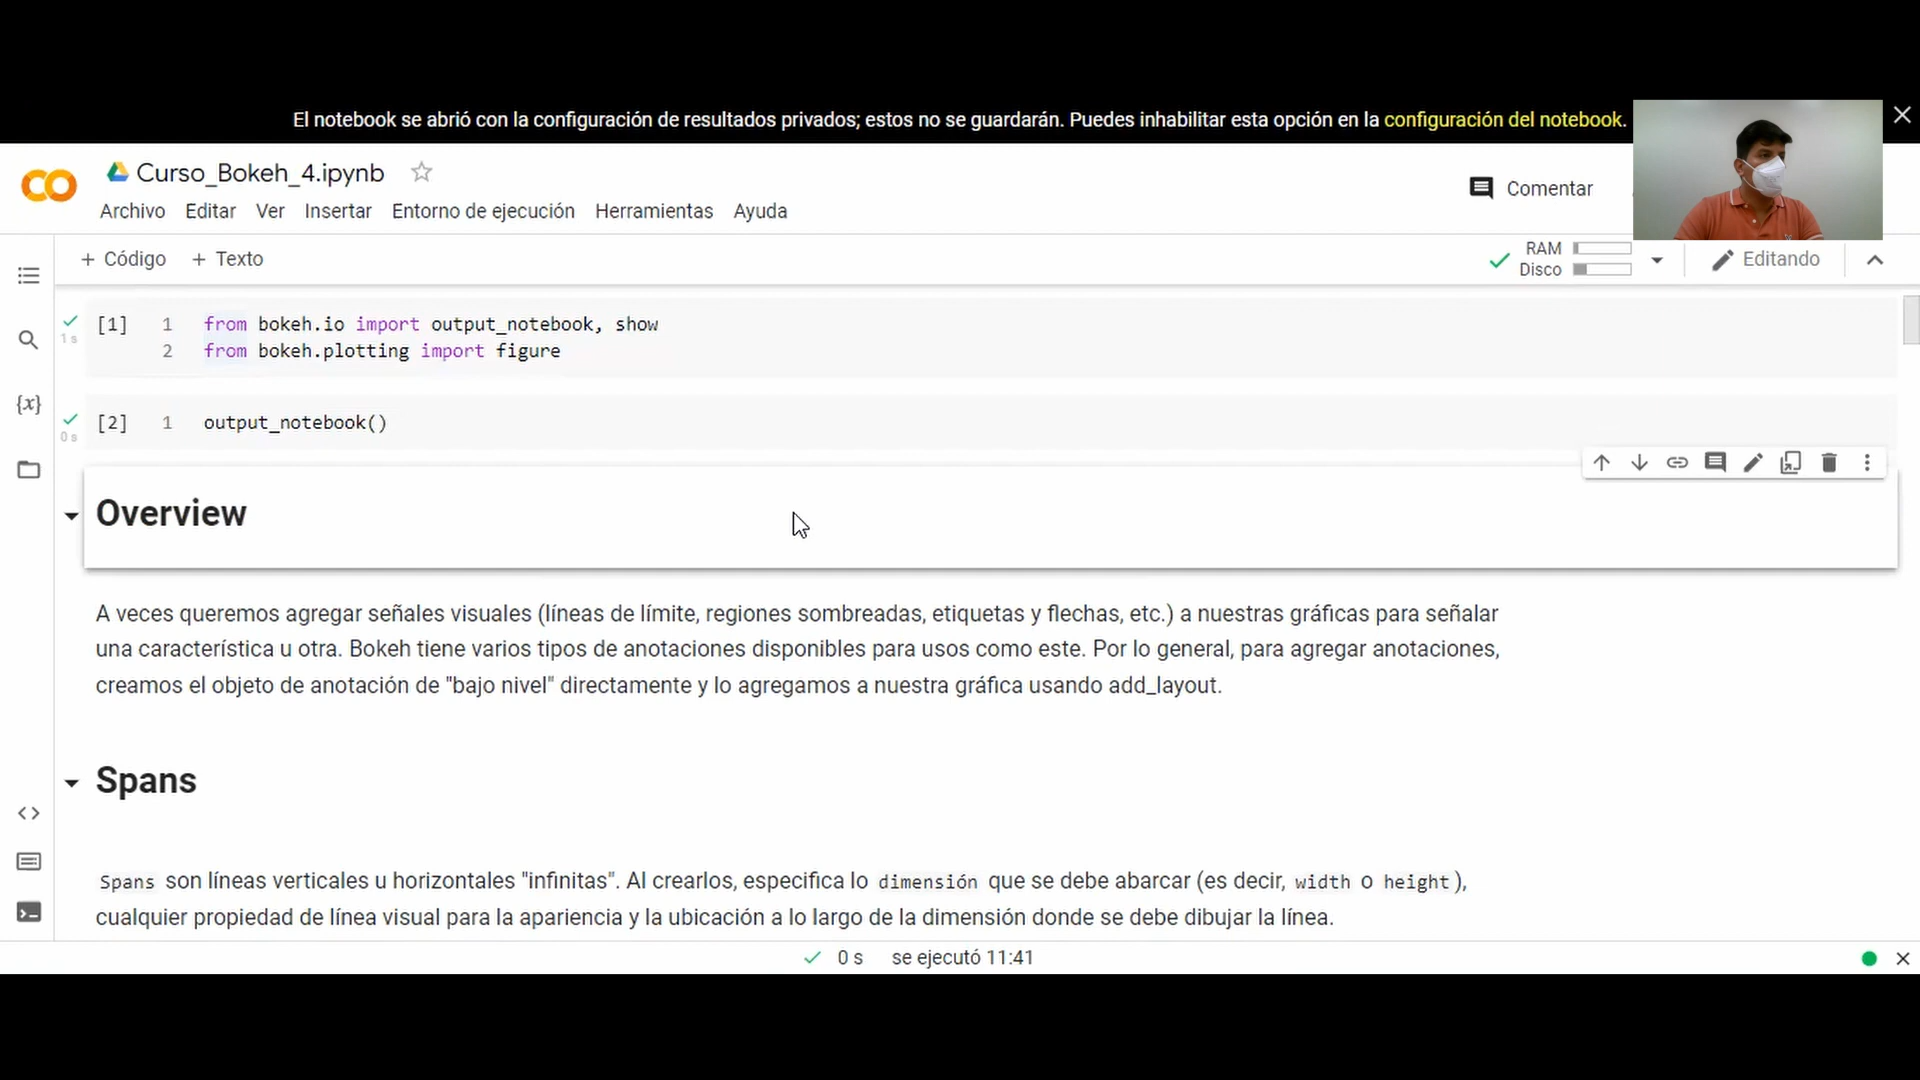 El notebook se abrió con la configuración de resultados privados; estos no se guardarán. Puedes inhabilitar esta opción en la configuración del notebook.
Curso_Bokeh_4.ipynb
Comentar
Archivo Editar Ver Insertar Entorno de ejecución Herramientas Ayuda
+ Código + Texto
RAM
Disco
Editando
[1] 1 from bokeh.io import output_notebook, show
1 s
2 from bokeh.plotting import figure
[2] 1 output_notebook()
0 s
{x}
Overview
A veces queremos agregar señales visuales (líneas de límite, regiones sombreadas, etiquetas y flechas, etc.) a nuestras gráficas para señalar
una característica u otra. Bokeh tiene varios tipos de anotaciones disponibles para usos como este. Por lo general, para agregar anotaciones,
creamos el objeto de anotación de "bajo nivel" directamente y lo agregamos a nuestra gráfica usando add_layout.
Spans
Spans son líneas verticales u horizontales "infinitas". Al crearlos, especifica lo dimensión que se debe abarcar (es decir, width o height),
cualquier propiedad de línea visual para la apariencia y la ubicación a lo largo de la dimensión donde se debe dibujar la línea.
0 s se ejecutó 11:41